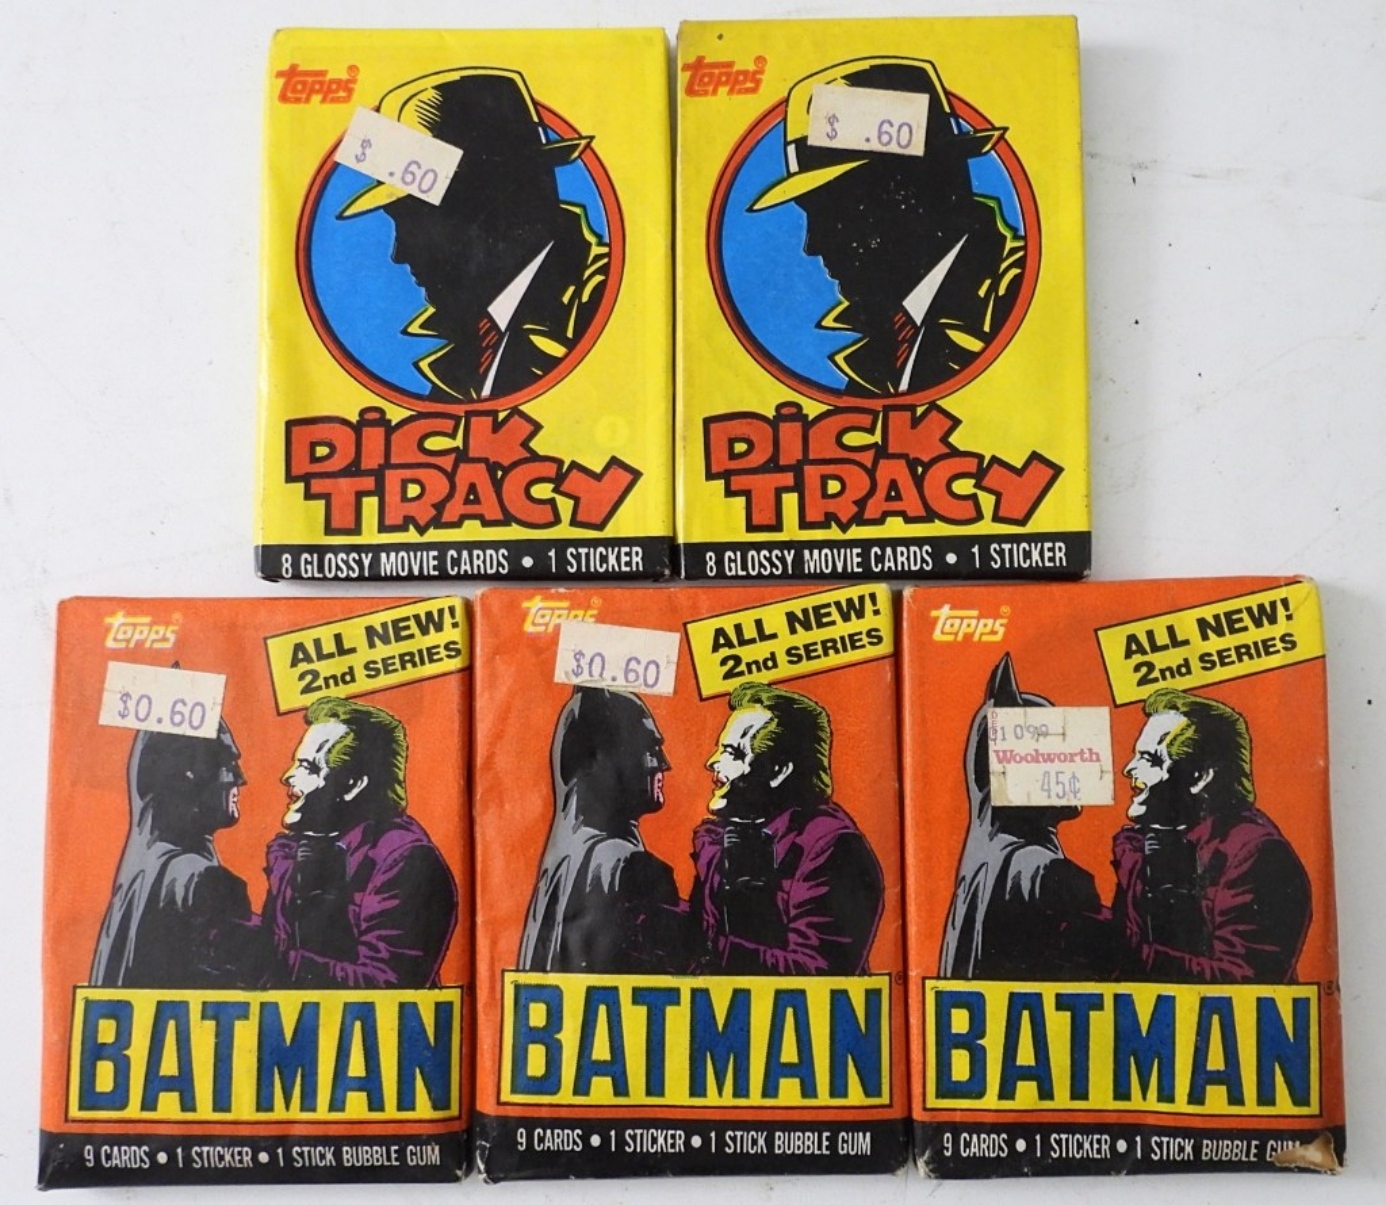 topps®
$ .60
DiCK
TRACY
8 GLOSSY MOVIE CARDS • 1 STICKER
topps®
$ .60
DiCK
TRACY
8 GLOSSY MOVIE CARDS • 1 STICKER
topps®
ALL NEW!
2nd SERIES
$0.60
BATMAN
9 CARDS • 1 STICKER • 1 STICK BUBBLE GUM
topps®
ALL NEW!
2nd SERIES
$0.60
BATMAN®
9 CARDS • 1 STICKER • 1 STICK BUBBLE GUM
topps®
ALL NEW!
2nd SERIES
Woolworth
45¢
BATMAN®
9 CARDS • 1 STICKER • 1 STICK BUBBLE GUM